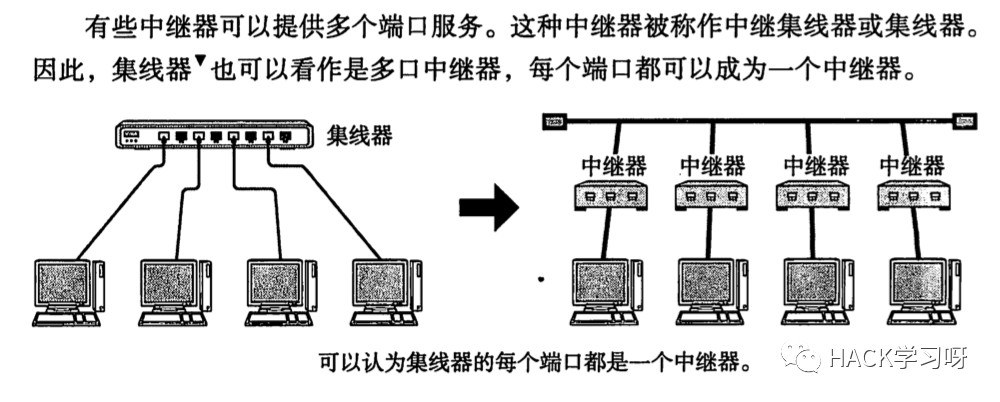 有些中继器可以提供多个端口服务。这种中继器被称作中继集线器或集线器。
因此，集线器▼也可以看作是多口中继器，每个端口都可以成为一个中继器。
集线器
中继器 中继器 中继器 中继器
可以认为集线器的每个端口都是一个中继器。
HACK学习呀